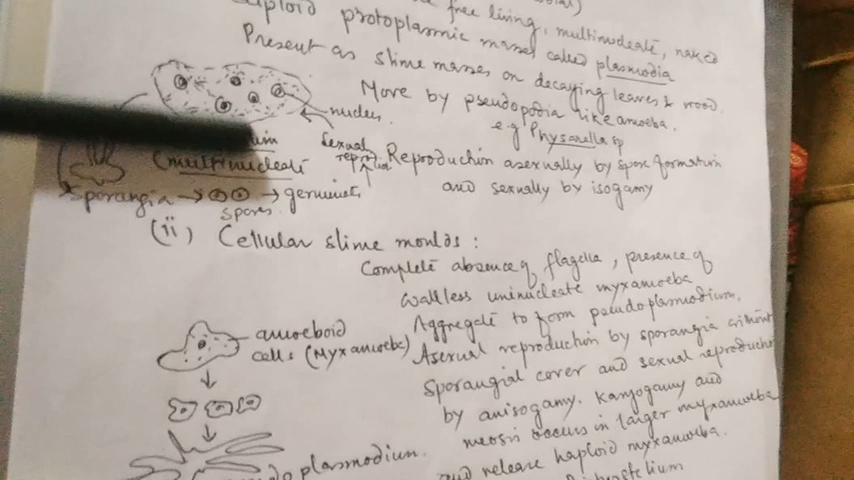 free living, multinucleate, naked
diploid protoplasmic masses called plasmodia
Present as slime masses on decaying leaves & wood.
Move by pseudopodia like amoeba.
e.g Physarella sp
nucleus.
(multinucleate
Sexual
Reproduction asexually by spore formation
and sexually by isogamy
Sporangia → → germinate
spores
(ii) Cellular slime moulds :
Complete absence of flagella, presence of
wallless uninucleate myxamoeba
Aggregate to form pseudoplasmodium.
Asexual reproduction by sporangia without
Sporangial cover and sexual reproduction
by anisogamy. Karyogamy and
meosis occurs in larger myxamoeba
and release haploid myxamoeba.
amoeboid
cells (Myxamoeba)
plasmodium.